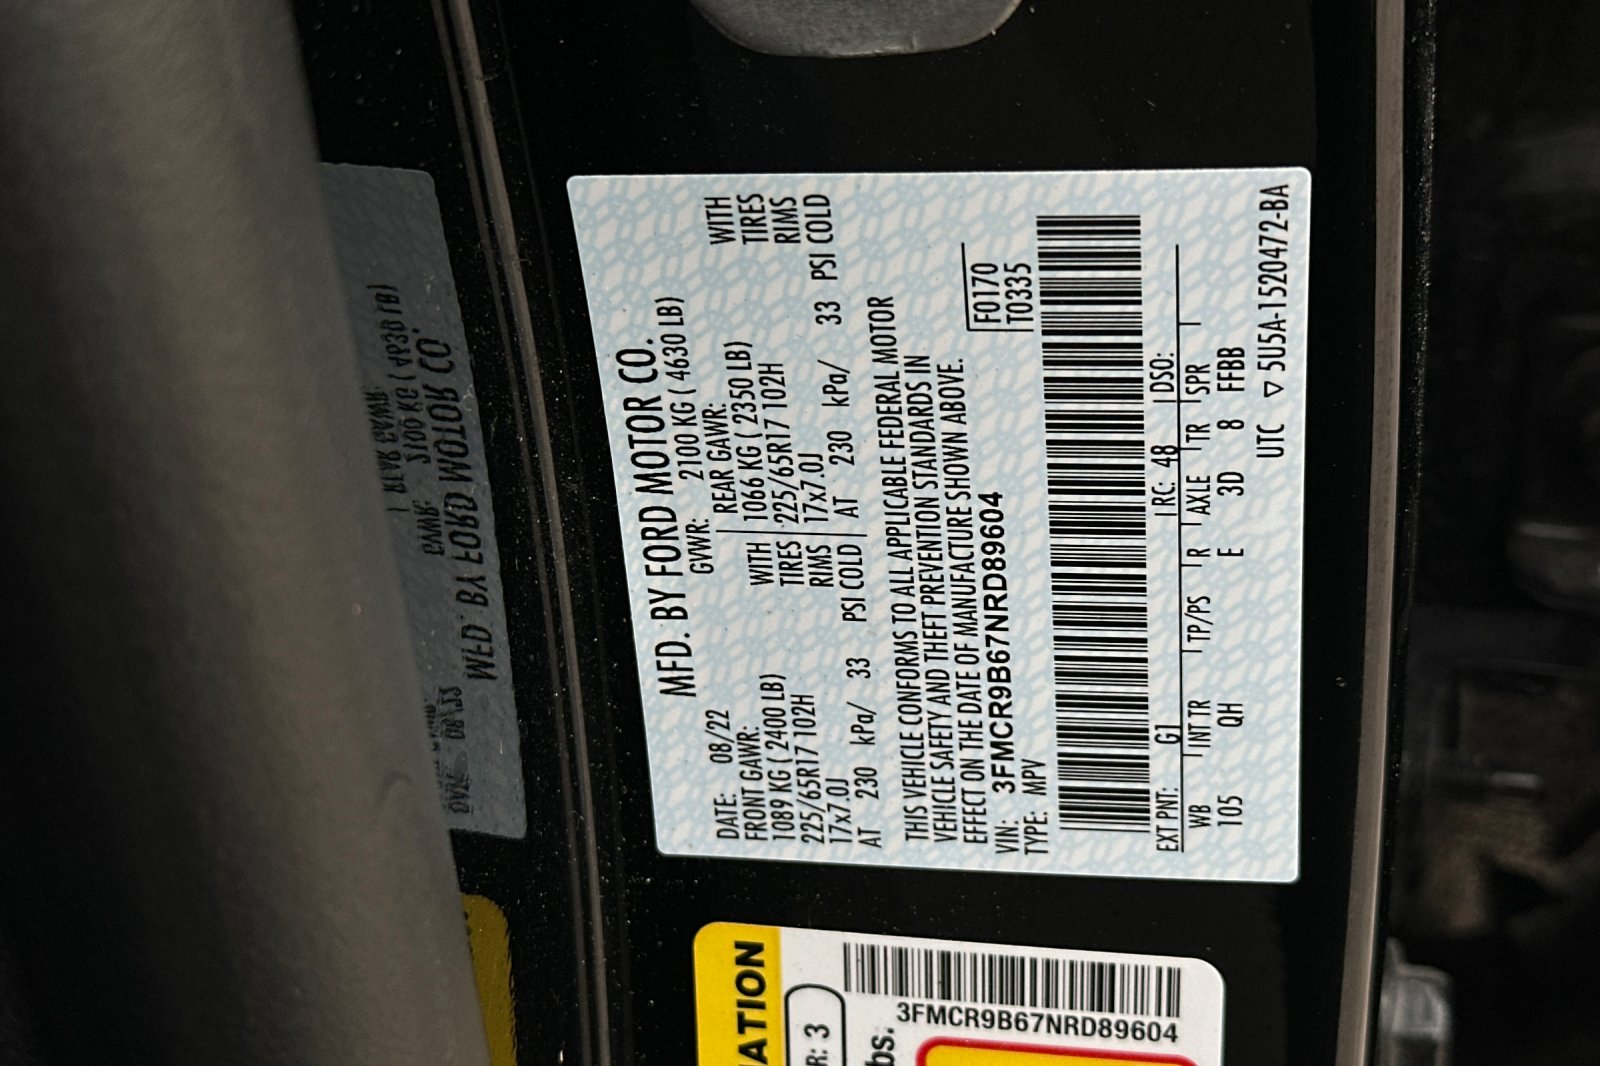 MFD. BY FORD MOTOR CO.
DATE: 08/22 GVWR: 2100 KG ( 4630 LB)
FRONT GAWR: REAR GAWR:
1089 KG ( 2400 LB) WITH 1066 KG ( 2350 LB) WITH
225/65R17 102H TIRES 225/65R17 102H TIRES
17x7.0J RIMS 17x7.0J RIMS
AT 230 kPa/ 33 PSI COLD AT 230 kPa/ 33 PSI COLD
THIS VEHICLE CONFORMS TO ALL APPLICABLE FEDERAL MOTOR
VEHICLE SAFETY AND THEFT PREVENTION STANDARDS IN
EFFECT ON THE DATE OF MANUFACTURE SHOWN ABOVE.
VIN: 3FMCR9B67NRD89604 F0170
TYPE: MPV T0335
EXT PNT: G1 RC: 48 DSO:
WB INT TR TP/PS R AXLE TR SPR
105 QH E 3D 8 FFBB
UTC ▽ 5U5A-1520472-BA
ATION
R: 3
3FMCR9B67NRD89604
bs.